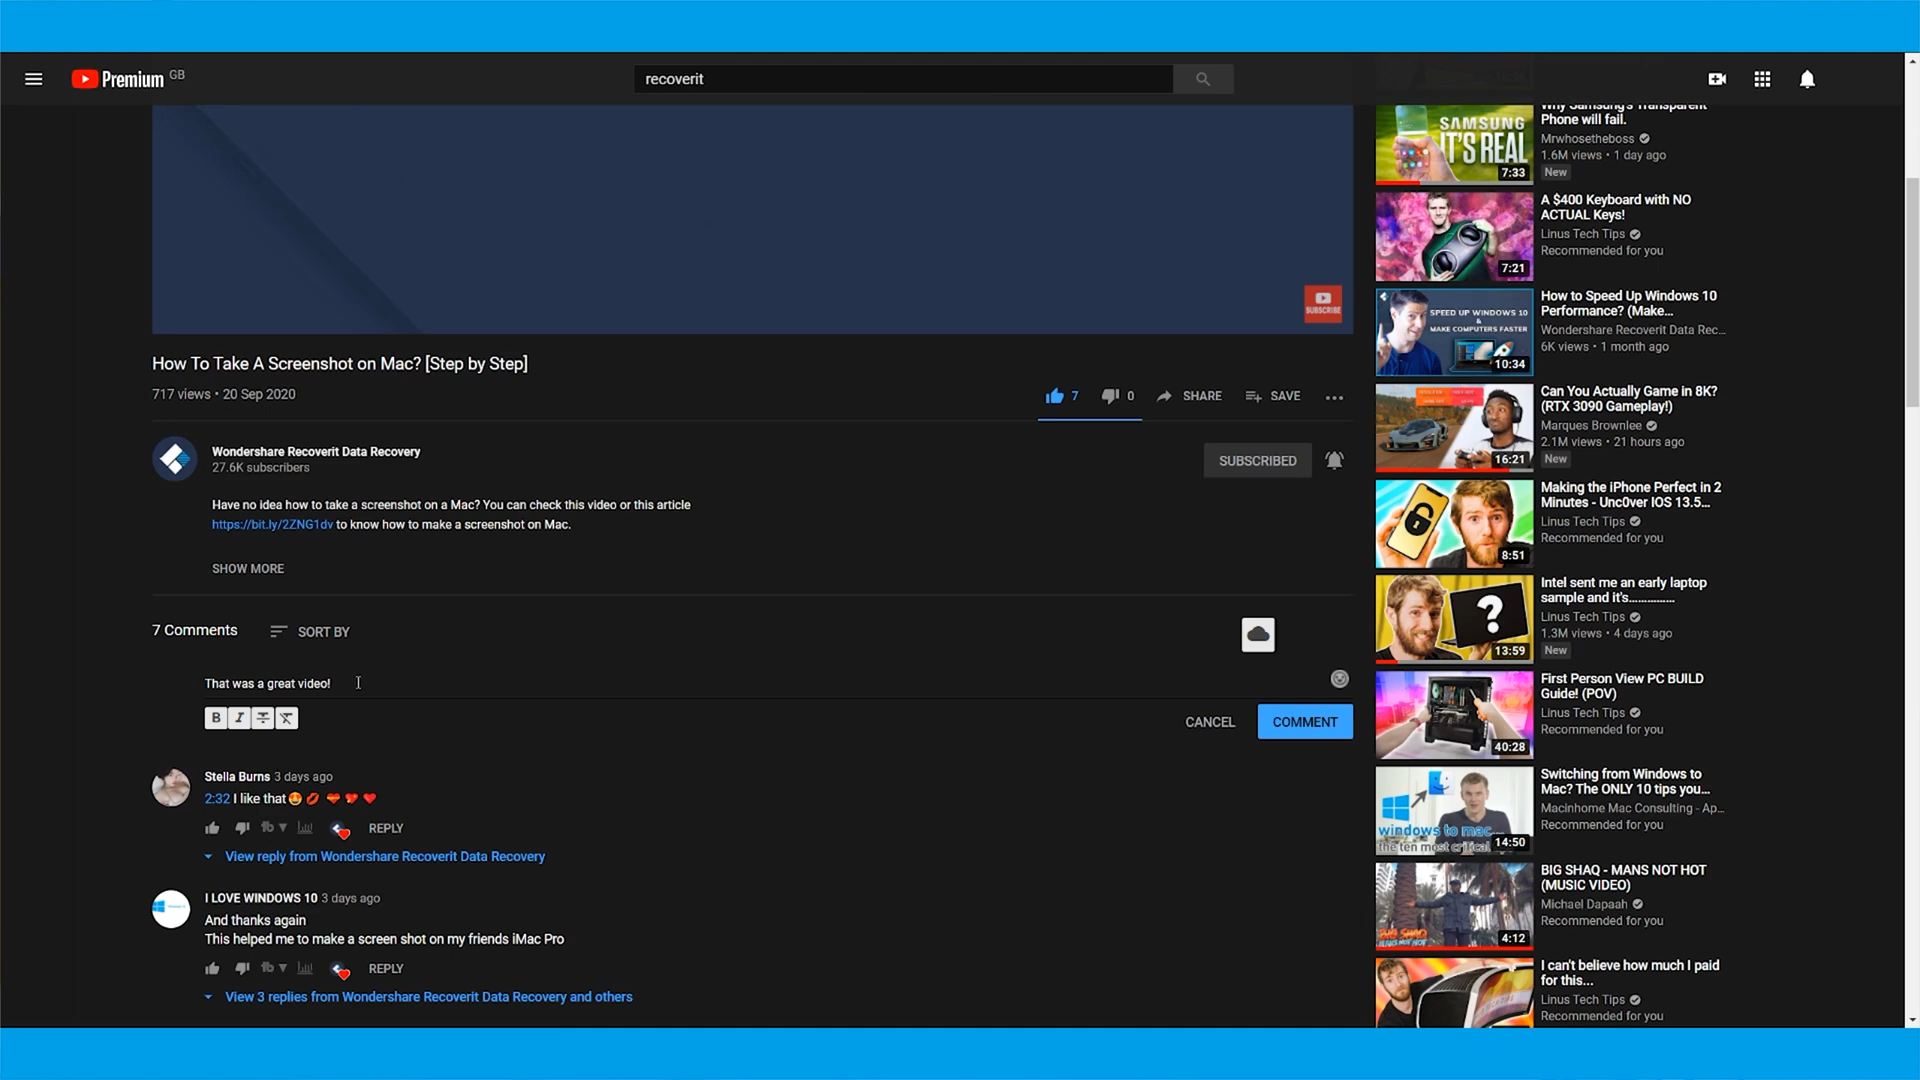 Premium GB
recoverit
SUBSCRIBE
How To Take A Screenshot on Mac? [Step by Step]
717 views • 20 Sep 2020
7
0
SHARE
SAVE
Wondershare Recoverit Data Recovery
27.6K subscribers
SUBSCRIBED
Have no idea how to take a screenshot on a Mac? You can check this video or this article
https://bit.ly/2ZNG1dv to know how to make a screenshot on Mac.
SHOW MORE
7 Comments
SORT BY
That was a great video!
B I
CANCEL
COMMENT
Stella Burns 3 days ago
2:32 I like that
REPLY
View reply from Wondershare Recoverit Data Recovery
I LOVE WINDOWS 10 3 days ago
And thanks again
This helped me to make a screen shot on my friends iMac Pro
REPLY
View 3 replies from Wondershare Recoverit Data Recovery and others
SAMSUNG
IT'S REAL
7:33
Why Samsung's Transparent
Phone will fail.
Mrwhosetheboss
1.6M views • 1 day ago
New
7:21
A $400 Keyboard with NO
ACTUAL Keys!
Linus Tech Tips
Recommended for you
SPEED UP WINDOWS 10
&
MAKE COMPUTERS FASTER
10:34
How to Speed Up Windows 10
Performance? (Make...
Wondershare Recoverit Data Rec...
6K views • 1 month ago
16:21
Can You Actually Game in 8K?
(RTX 3090 Gameplay!)
Marques Brownlee
2.1M views • 21 hours ago
New
8:51
Making the iPhone Perfect in 2
Minutes - Unc0ver IOS 13.5...
Linus Tech Tips
Recommended for you
?
13:59
Intel sent me an early laptop
sample and it's...............
Linus Tech Tips
1.3M views • 4 days ago
New
40:28
First Person View PC BUILD
Guide! (POV)
Linus Tech Tips
Recommended for you
windows to mac...
the ten most critical
14:50
Switching from Windows to
Mac? The ONLY 10 tips you...
Macinhome Mac Consulting - Ap...
Recommended for you
BIG SHAQ
MANS NOT HOT
4:12
BIG SHAQ - MANS NOT HOT
(MUSIC VIDEO)
Michael Dapaah
Recommended for you
I can't believe how much I paid
for this...
Linus Tech Tips
Recommended for you